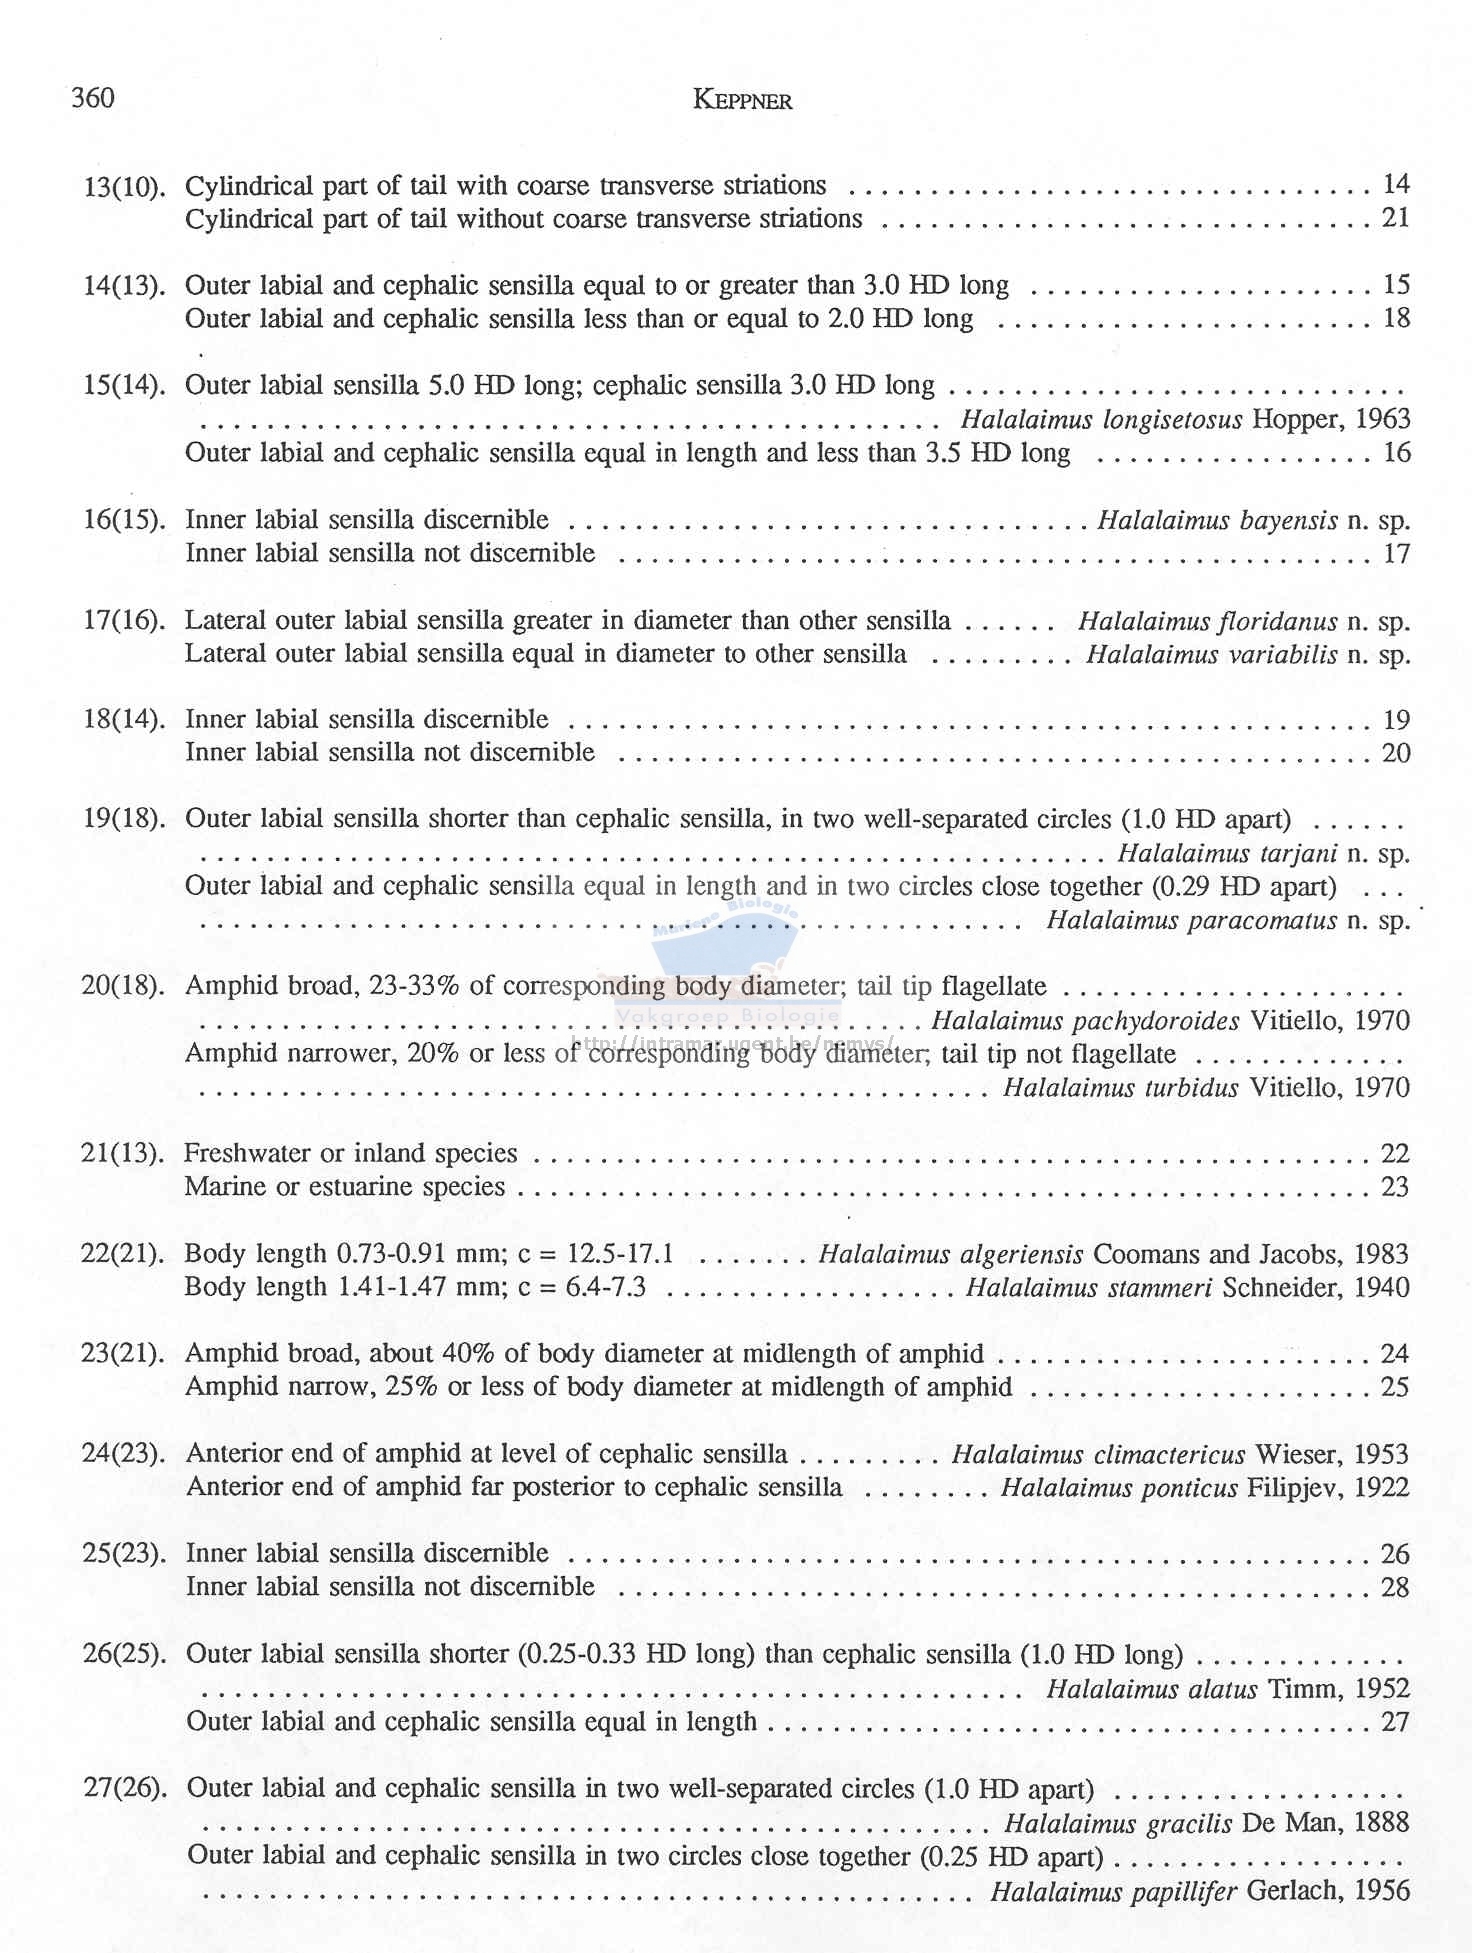 360
KEPPNER
13(10). Cylindrical part of tail with coarse transverse striations . . . . . . . . . . . . . . . . . . . . . . . . . . . . . . . . 14
Cylindrical part of tail without coarse transverse striations . . . . . . . . . . . . . . . . . . . . . . . . . . . . . . 21
14(13). Outer labial and cephalic sensilla equal to or greater than 3.0 HD long . . . . . . . . . . . . . . . . . . . . . 15
Outer labial and cephalic sensilla less than or equal to 2.0 HD long . . . . . . . . . . . . . . . . . . . . . . . 18
15(14). Outer labial sensilla 5.0 HD long; cephalic sensilla 3.0 HD long . . . . . . . . . . . . . . . . . . . . . . . . . . . .
. . . . . . . . . . . . . . . . . . . . . . . . . . . . . . . . . . . . . . . . . . . . . Halalaimus longisetosus Hopper, 1963
Outer labial and cephalic sensilla equal in length and less than 3.5 HD long . . . . . . . . . . . . . . . . . 16
16(15). Inner labial sensilla discernible . . . . . . . . . . . . . . . . . . . . . . . . . . . . . . . . Halalaimus bayensis n. sp.
Inner labial sensilla not discernible . . . . . . . . . . . . . . . . . . . . . . . . . . . . . . . . . . . . . . . . . . . . . . 17
17(16). Lateral outer labial sensilla greater in diameter than other sensilla . . . . . . Halalaimus floridanus n. sp.
Lateral outer labial sensilla equal in diameter to other sensilla . . . . . . . . . Halalaimus variabilis n. sp.
18(14). Inner labial sensilla discernible . . . . . . . . . . . . . . . . . . . . . . . . . . . . . . . . . . . . . . . . . . . . . . . . . 19
Inner labial sensilla not discernible . . . . . . . . . . . . . . . . . . . . . . . . . . . . . . . . . . . . . . . . . . . . . . 20
19(18). Outer labial sensilla shorter than cephalic sensilla, in two well-separated circles (1.0 HD apart) . . . . . .
. . . . . . . . . . . . . . . . . . . . . . . . . . . . . . . . . . . . . . . . . . . . . . . . . . . . . . . Halalaimus tarjani n. sp.
Outer labial and cephalic sensilla equal in length and in two circles close together (0.29 HD apart) . . .
. . . . . . . . . . . . . . . . . . . . . . . . . . . . . . . . . . . . . . . . . . . . . . . . . . Halalaimus paracomatus n. sp.
Mariene Biologie
20(18). Amphid broad, 23-33% of corresponding body diameter; tail tip flagellate . . . . . . . . . . . . . . . . . . . . .
. . . . . . . . . . . . . . . . . . . . . . . . . . . . . . . . . . . . . . . . . . . . Halalaimus pachydoroides Vitiello, 1970
Vakgroep Biologie
http://intramar.ugent.be/nemys/
Amphid narrower, 20% or less of corresponding body diameter; tail tip not flagellate . . . . . . . . . . . . .
. . . . . . . . . . . . . . . . . . . . . . . . . . . . . . . . . . . . . . . . . . . . . . . . Halalaimus turbidus Vitiello, 1970
21(13). Freshwater or inland species . . . . . . . . . . . . . . . . . . . . . . . . . . . . . . . . . . . . . . . . . . . . . . . . . . . 22
Marine or estuarine species . . . . . . . . . . . . . . . . . . . . . . . . . . . . . . . . . . . . . . . . . . . . . . . . . . . . 23
22(21). Body length 0.73-0.91 mm; c = 12.5-17.1 . . . . . . . Halalaimus algeriensis Coomans and Jacobs, 1983
Body length 1.41-1.47 mm; c = 6.4-7.3 . . . . . . . . . . . . . . . . . . Halalaimus stammeri Schneider, 1940
23(21). Amphid broad, about 40% of body diameter at midlength of amphid . . . . . . . . . . . . . . . . . . . . . . . 24
Amphid narrow, 25% or less of body diameter at midlength of amphid . . . . . . . . . . . . . . . . . . . . . 25
24(23). Anterior end of amphid at level of cephalic sensilla . . . . . . . . . Halalaimus climactericus Wieser, 1953
Anterior end of amphid far posterior to cephalic sensilla . . . . . . . . Halalaimus ponticus Filipjev, 1922
25(23). Inner labial sensilla discernible . . . . . . . . . . . . . . . . . . . . . . . . . . . . . . . . . . . . . . . . . . . . . . . . . 26
Inner labial sensilla not discernible . . . . . . . . . . . . . . . . . . . . . . . . . . . . . . . . . . . . . . . . . . . . . . 28
26(25). Outer labial sensilla shorter (0.25-0.33 HD long) than cephalic sensilla (1.0 HD long) . . . . . . . . . . . . .
. . . . . . . . . . . . . . . . . . . . . . . . . . . . . . . . . . . . . . . . . . . . . . . . . . Halalaimus alatus Timm, 1952
Outer labial and cephalic sensilla equal in length . . . . . . . . . . . . . . . . . . . . . . . . . . . . . . . . . . . . . 27
27(26). Outer labial and cephalic sensilla in two well-separated circles (1.0 HD apart) . . . . . . . . . . . . . . . . . .
. . . . . . . . . . . . . . . . . . . . . . . . . . . . . . . . . . . . . . . . . . . . . . . . Halalaimus gracilis De Man, 1888
Outer labial and cephalic sensilla in two circles close together (0.25 HD apart) . . . . . . . . . . . . . . . . . .
. . . . . . . . . . . . . . . . . . . . . . . . . . . . . . . . . . . . . . . . . . . . . . . Halalaimus papillifer Gerlach, 1956